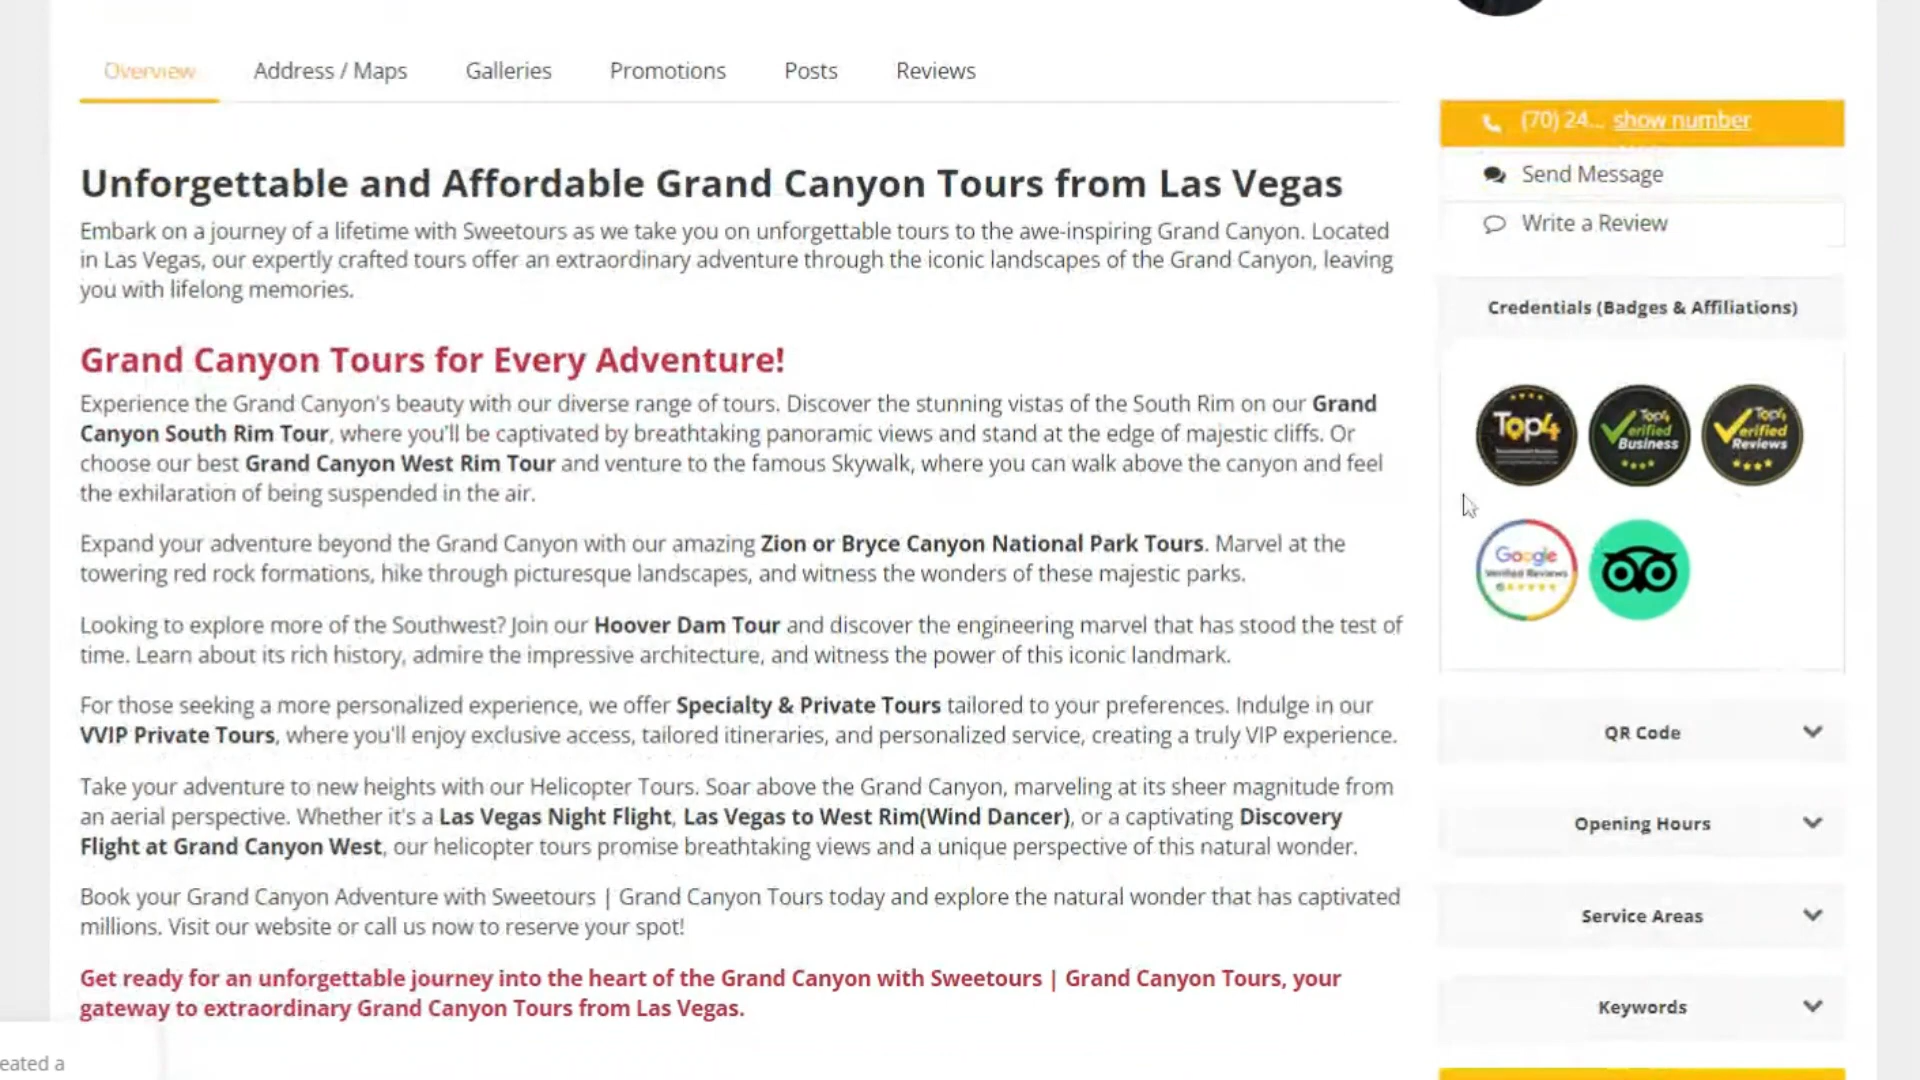 Overview Address / Maps Galleries Promotions Posts Reviews
Unforgettable and Affordable Grand Canyon Tours from Las Vegas
Embark on a journey of a lifetime with Sweetours as we take you on unforgettable tours to the awe-inspiring Grand Canyon. Located
in Las Vegas, our expertly crafted tours offer an extraordinary adventure through the iconic landscapes of the Grand Canyon, leaving
you with lifelong memories.
Grand Canyon Tours for Every Adventure!
Experience the Grand Canyon's beauty with our diverse range of tours. Discover the stunning vistas of the South Rim on our Grand
Canyon South Rim Tour, where you'll be captivated by breathtaking panoramic views and stand at the edge of majestic cliffs. Or
choose our best Grand Canyon West Rim Tour and venture to the famous Skywalk, where you can walk above the canyon and feel
the exhilaration of being suspended in the air.
Expand your adventure beyond the Grand Canyon with our amazing Zion or Bryce Canyon National Park Tours. Marvel at the
towering red rock formations, hike through picturesque landscapes, and witness the wonders of these majestic parks.
Looking to explore more of the Southwest? Join our Hoover Dam Tour and discover the engineering marvel that has stood the test of
time. Learn about its rich history, admire the impressive architecture, and witness the power of this iconic landmark.
For those seeking a more personalized experience, we offer Specialty & Private Tours tailored to your preferences. Indulge in our
VVIP Private Tours, where you'll enjoy exclusive access, tailored itineraries, and personalized service, creating a truly VIP experience.
Take your adventure to new heights with our Helicopter Tours. Soar above the Grand Canyon, marveling at its sheer magnitude from
an aerial perspective. Whether it's a Las Vegas Night Flight, Las Vegas to West Rim(Wind Dancer), or a captivating Discovery
Flight at Grand Canyon West, our helicopter tours promise breathtaking views and a unique perspective of this natural wonder.
Book your Grand Canyon Adventure with Sweetours | Grand Canyon Tours today and explore the natural wonder that has captivated
millions. Visit our website or call us now to reserve your spot!
Get ready for an unforgettable journey into the heart of the Grand Canyon with Sweetours | Grand Canyon Tours, your
gateway to extraordinary Grand Canyon Tours from Las Vegas.
eated a
(70) 24... show number
Send Message
Write a Review
Credentials (Badges & Affiliations)
Top4
Top4
Verified
Business
Top4
Verified
Reviews
Google
Verified Reviews
QR Code
Opening Hours
Service Areas
Keywords